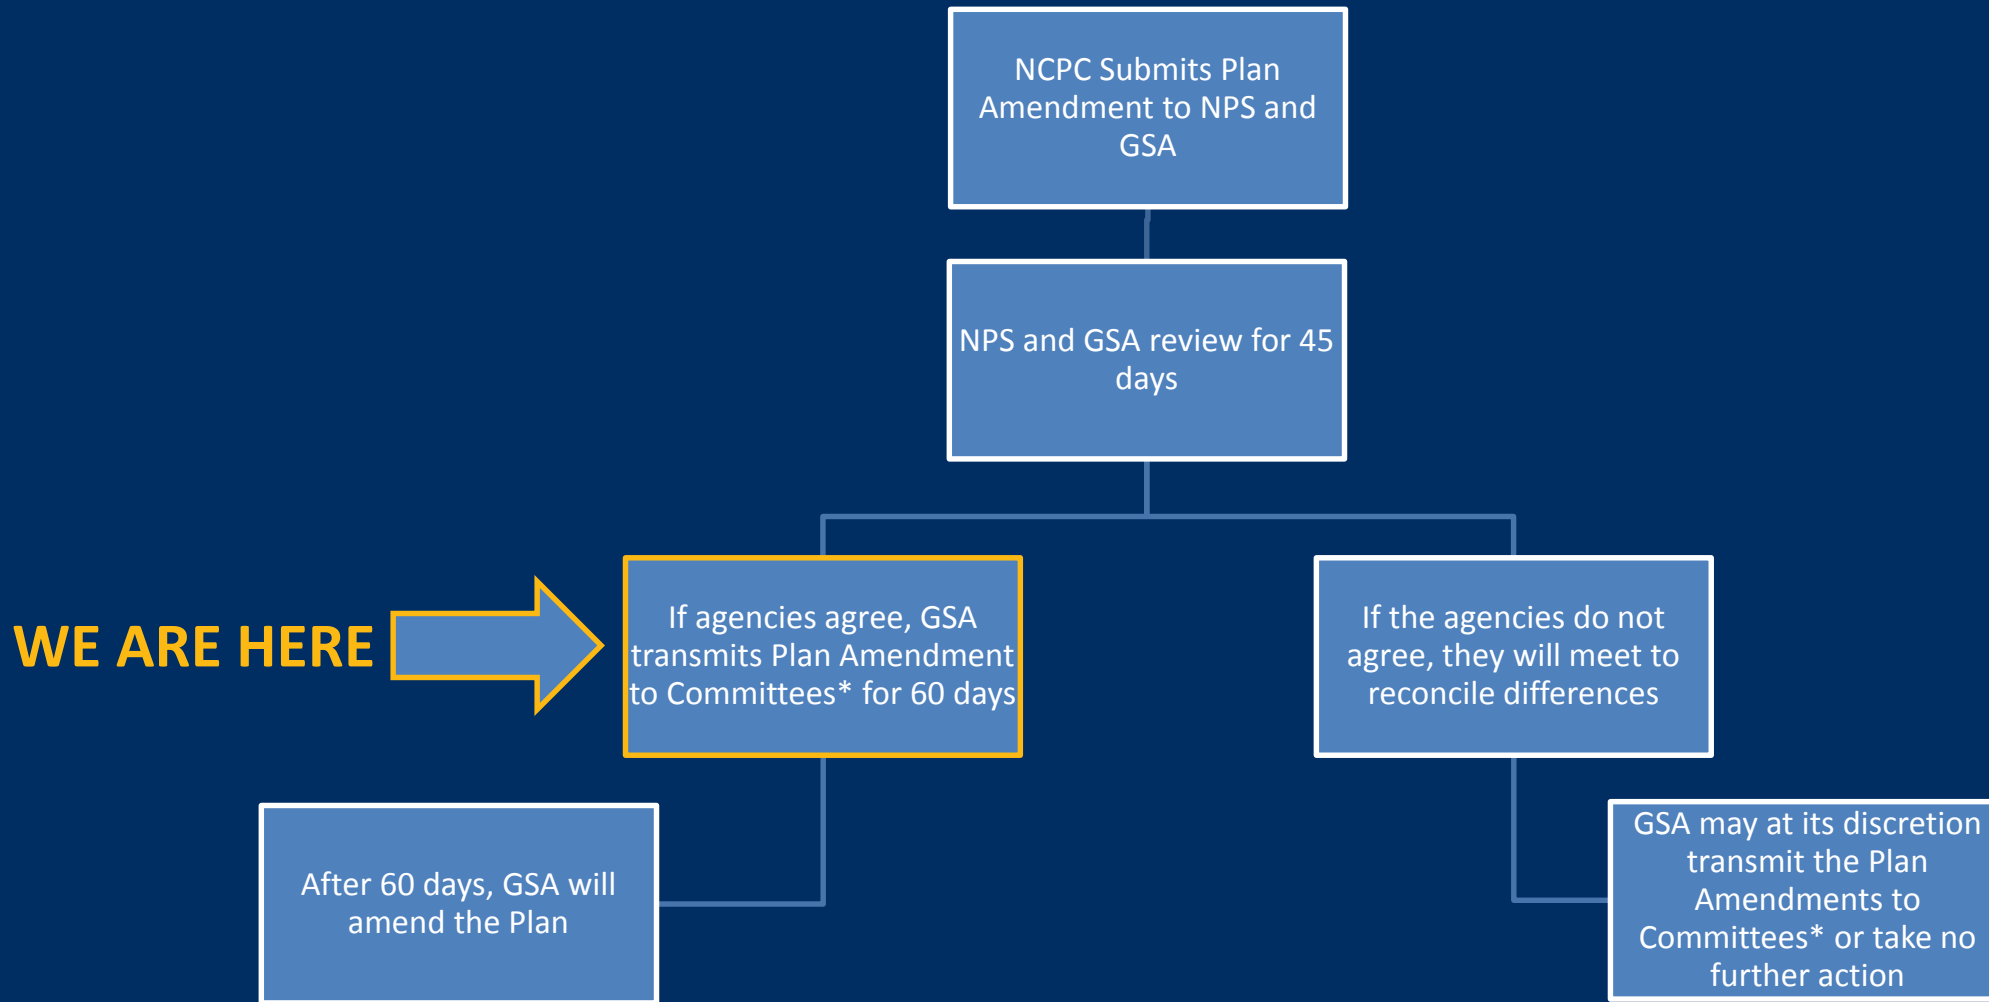 NCPC Submits Plan
Amendment to NPS and
GSA
NPS and GSA review for 45
days
WE ARE HERE
If agencies agree, GSA
transmits Plan Amendment
to Committees* for 60 days
If the agencies do not
agree, they will meet to
reconcile differences
After 60 days, GSA will
amend the Plan
GSA may at its discretion
transmit the Plan
Amendments to
Committees* or take no
further action